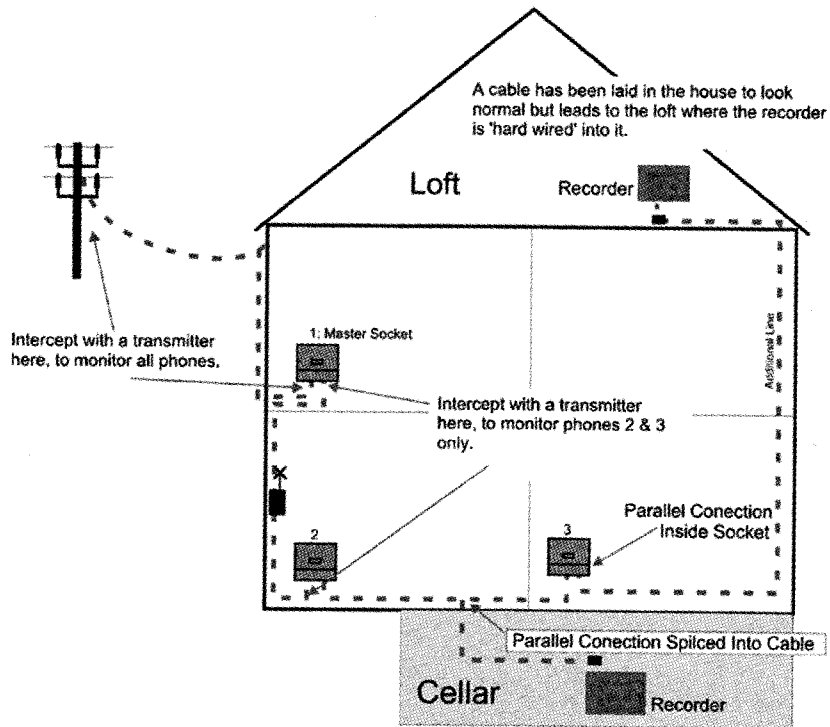 A cable has been laid in the house to look
normal but leads to the loft where the recorder
is 'hard wired' into it.
Loft
Recorder
1: Master Socket
Intercept with a transmitter
here, to monitor all phones.
Additional Line
Intercept with a transmitter
here, to monitor phones 2 & 3
only.
2
3
Parallel Conection
Inside Socket
Parallel Conection Spilced Into Cable
Cellar
Recorder